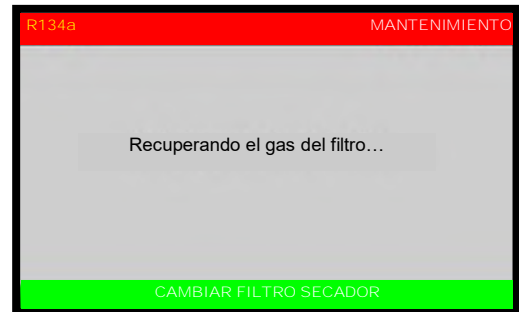 R134a MANTENIMIENTO
Recuperando el gas del filtro…
CAMBIAR FILTRO SECADOR